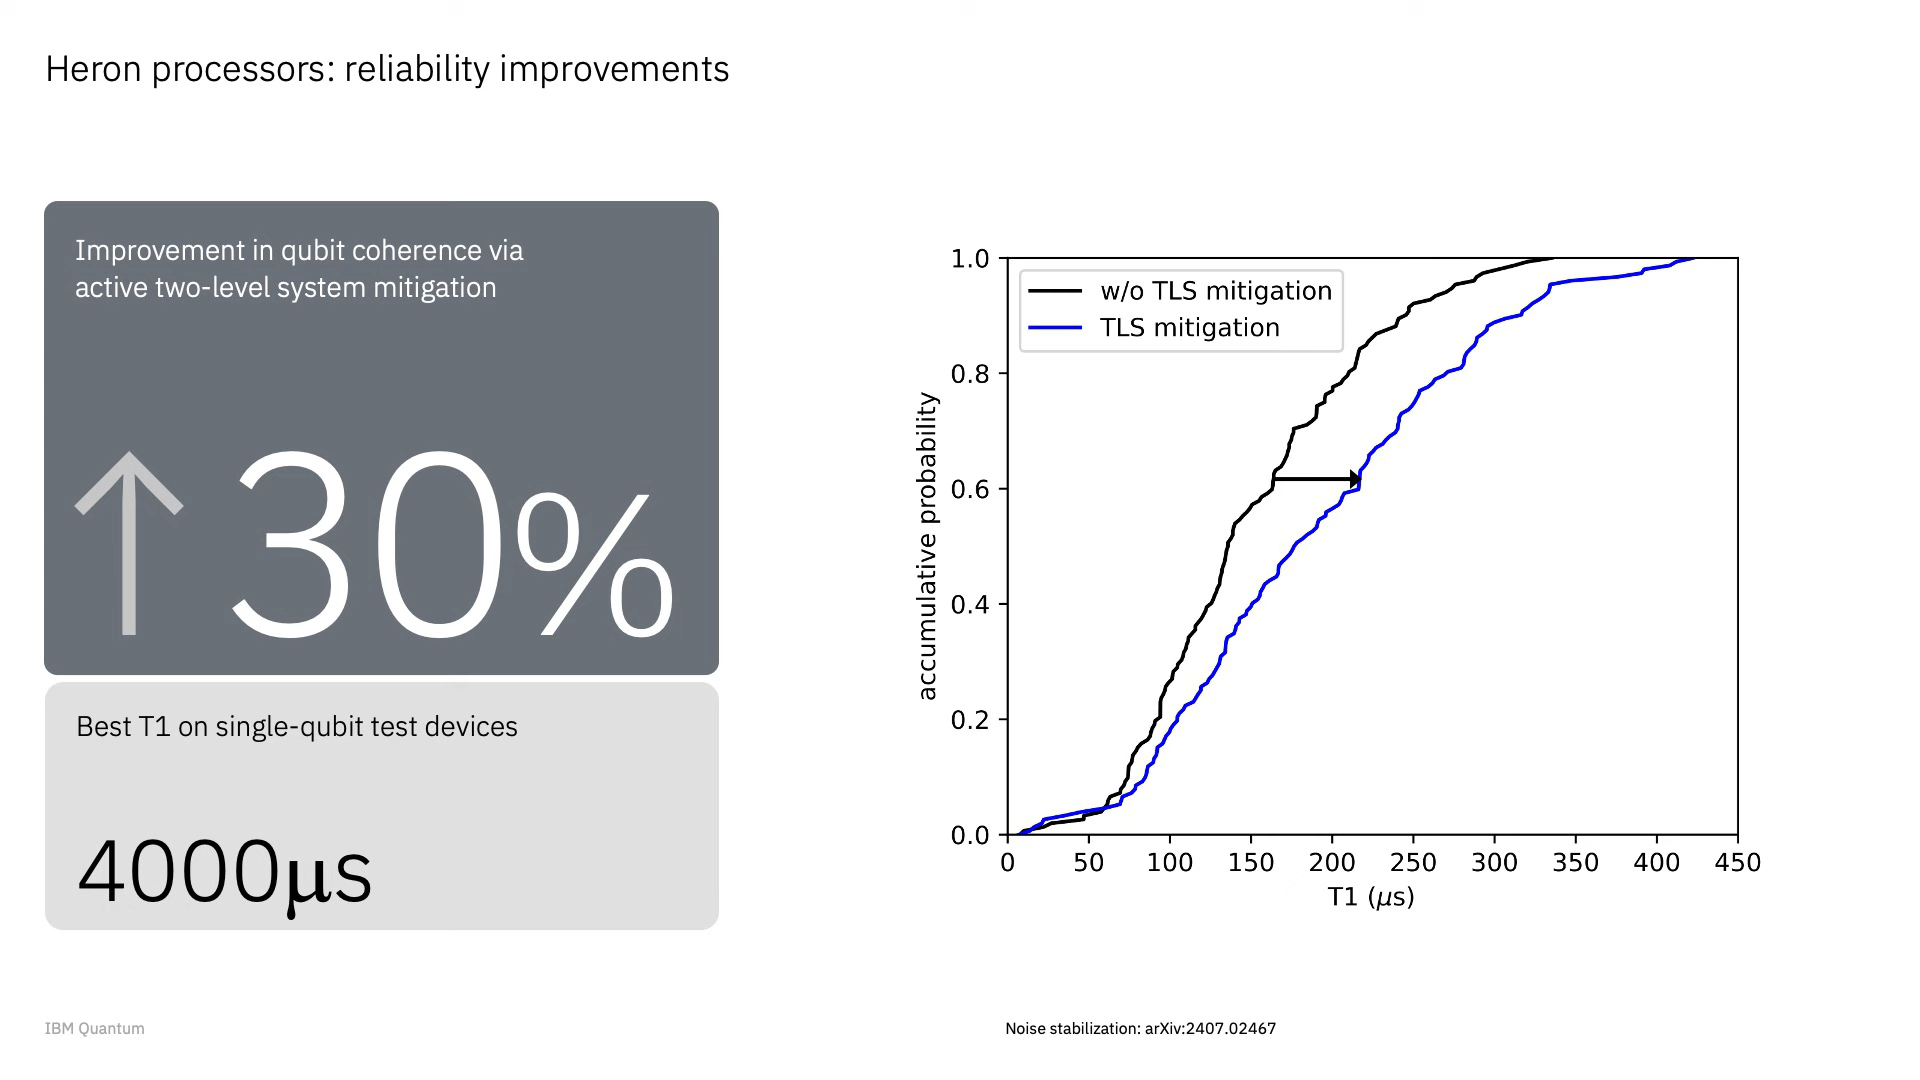 Heron processors: reliability improvements
Improvement in qubit coherence via
active two-level system mitigation
↑ 30%
Best T1 on single-qubit test devices
4000μs
w/o TLS mitigation
TLS mitigation
accumulative probability
1.0
0.8
0.6
0.4
0.2
0.0
0 50 100 150 200 250 300 350 400 450
T1 (μs)
IBM Quantum
Noise stabilization: arXiv:2407.02467